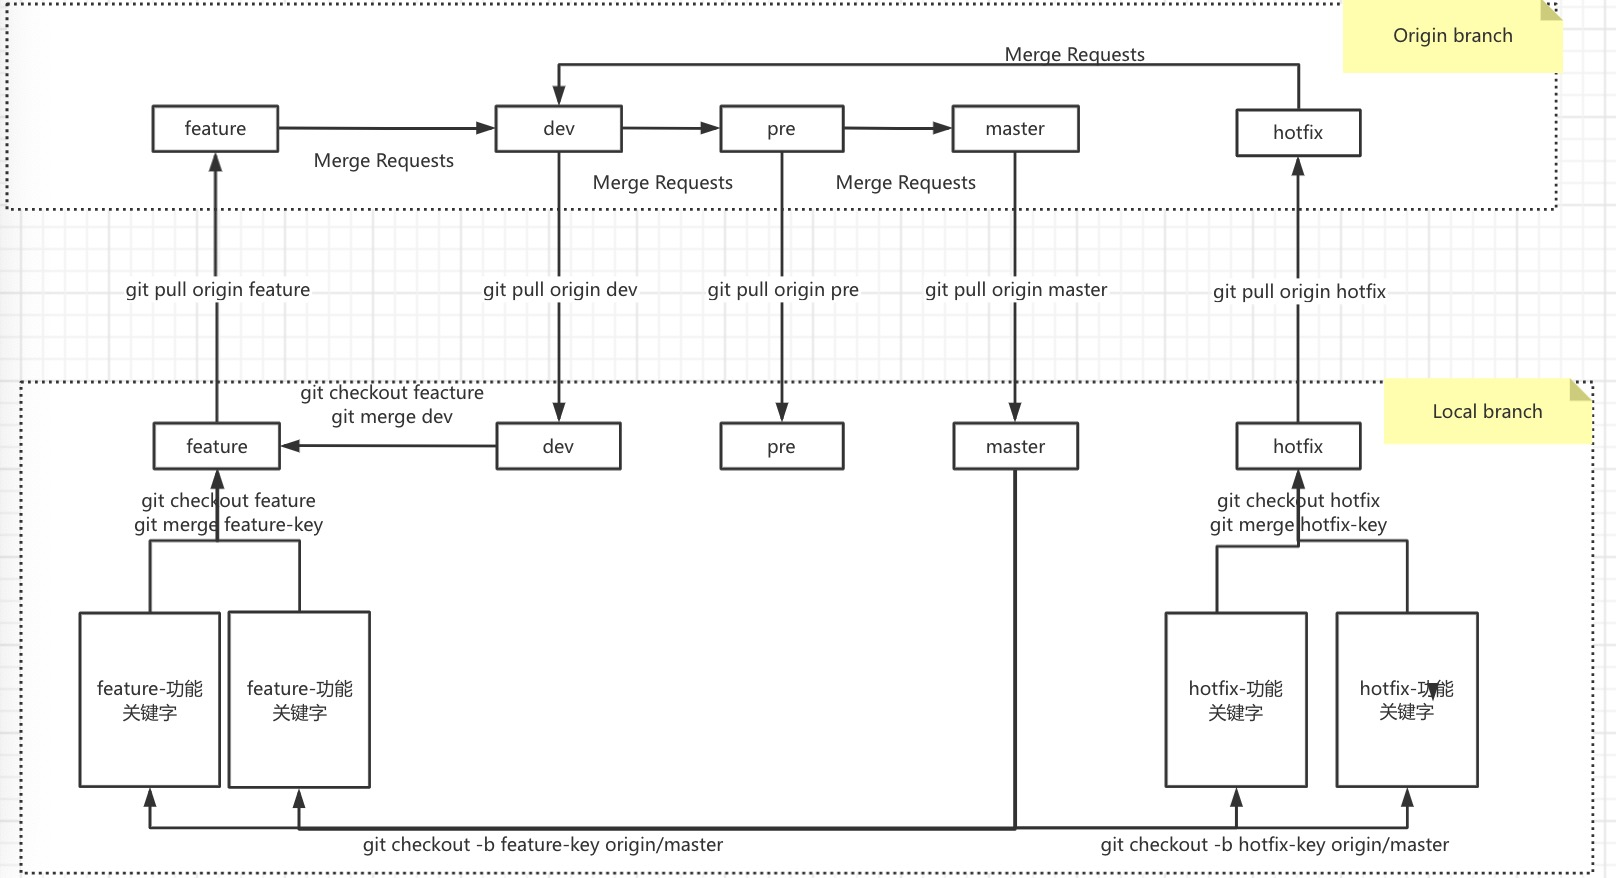 Origin branch
Merge Requests
feature
dev
pre
master
hotfix
Merge Requests
Merge Requests
Merge Requests
git pull origin feature
git pull origin dev
git pull origin pre
git pull origin master
git pull origin hotfix
git checkout feacture
git merge dev
Local branch
feature
dev
pre
master
hotfix
git checkout feature
git merge feature-key
git checkout hotfix
git merge hotfix-key
feature-功能
关键字
feature-功能
关键字
hotfix-功能
关键字
hotfix-功能
关键字
git checkout -b feature-key origin/master
git checkout -b hotfix-key origin/master